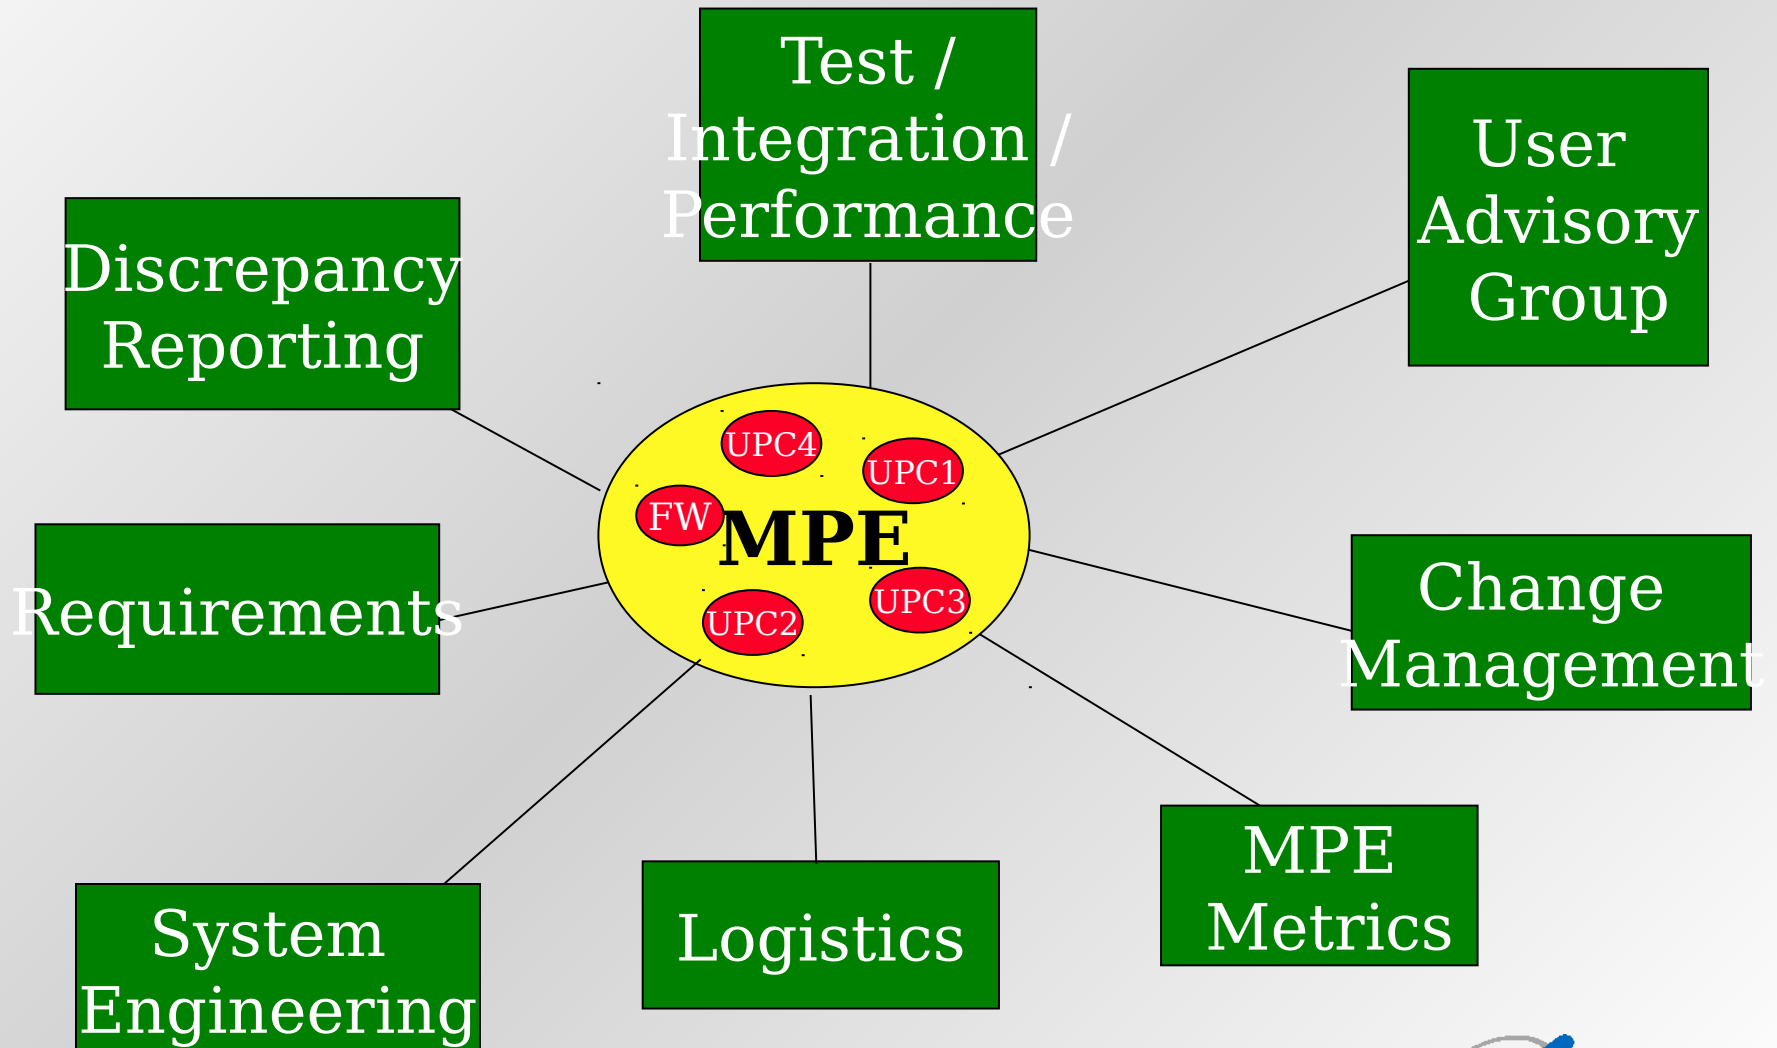 Test /
Integration /
Performance
User
Advisory
Group
Discrepancy
Reporting
UPC4
UPC1
FW
MPE
UPC3
UPC2
Requirements
Change
Management
MPE
Metrics
System
Engineering
Logistics